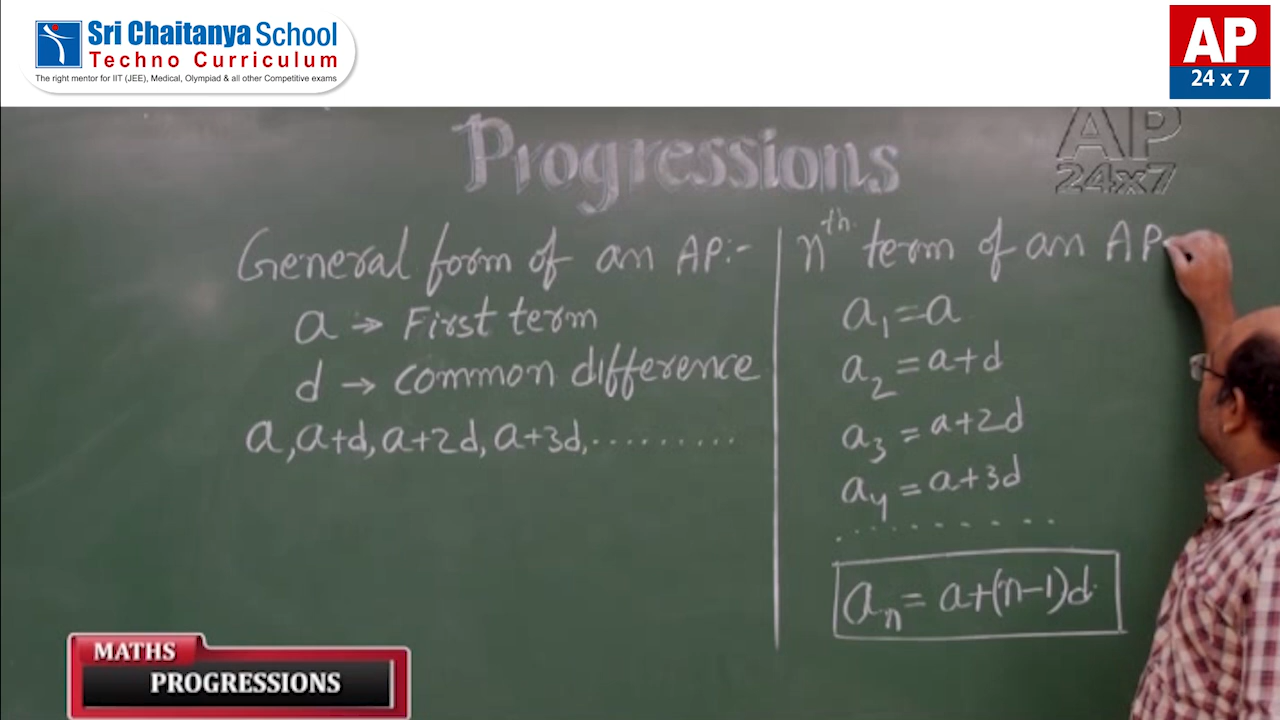 Sri Chaitanya School
Techno Curriculum
The right mentor for IIT (JEE), Medical, Olympiad & all other Competitive exams
AP
24 x 7
Progressions
AP
24x7
General form of an AP:-
a → First term
d → Common difference
a, a+d, a+2d, a+3d, .........
nth term of an AP
a1 = a
a2 = a+d
a3 = a+2d
a4 = a+3d
..........
an = a+(n-1)d
MATHS
PROGRESSIONS